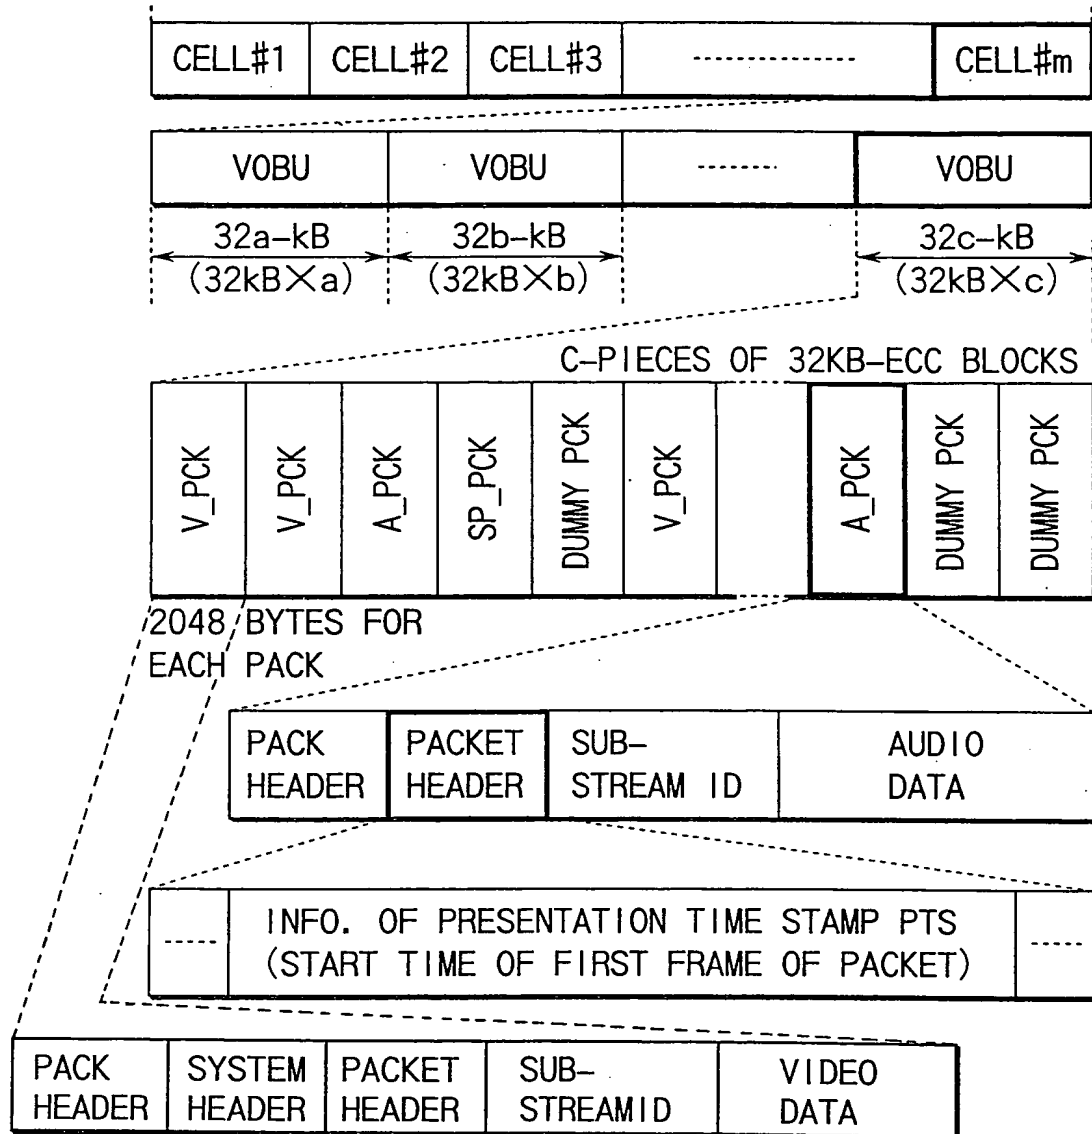 CELL#1 CELL#2 CELL#3 CELL#m
VOBU VOBU VOBU
32a-kB 32b-kB 32c-kB
(32kB×a) (32kB×b) (32kB×c)
C-PIECES OF 32KB-ECC BLOCKS
V_PCK
V_PCK
A_PCK
SP_PCK
DUMMY PCK
V_PCK
A_PCK
DUMMY PCK
DUMMY PCK
2048 BYTES FOR
EACH PACK
PACK PACKET SUB- AUDIO
HEADER HEADER STREAM ID DATA
INFO. OF PRESENTATION TIME STAMP PTS
(START TIME OF FIRST FRAME OF PACKET)
PACK SYSTEM PACKET SUB- VIDEO
HEADER HEADER HEADER STREAMID DATA